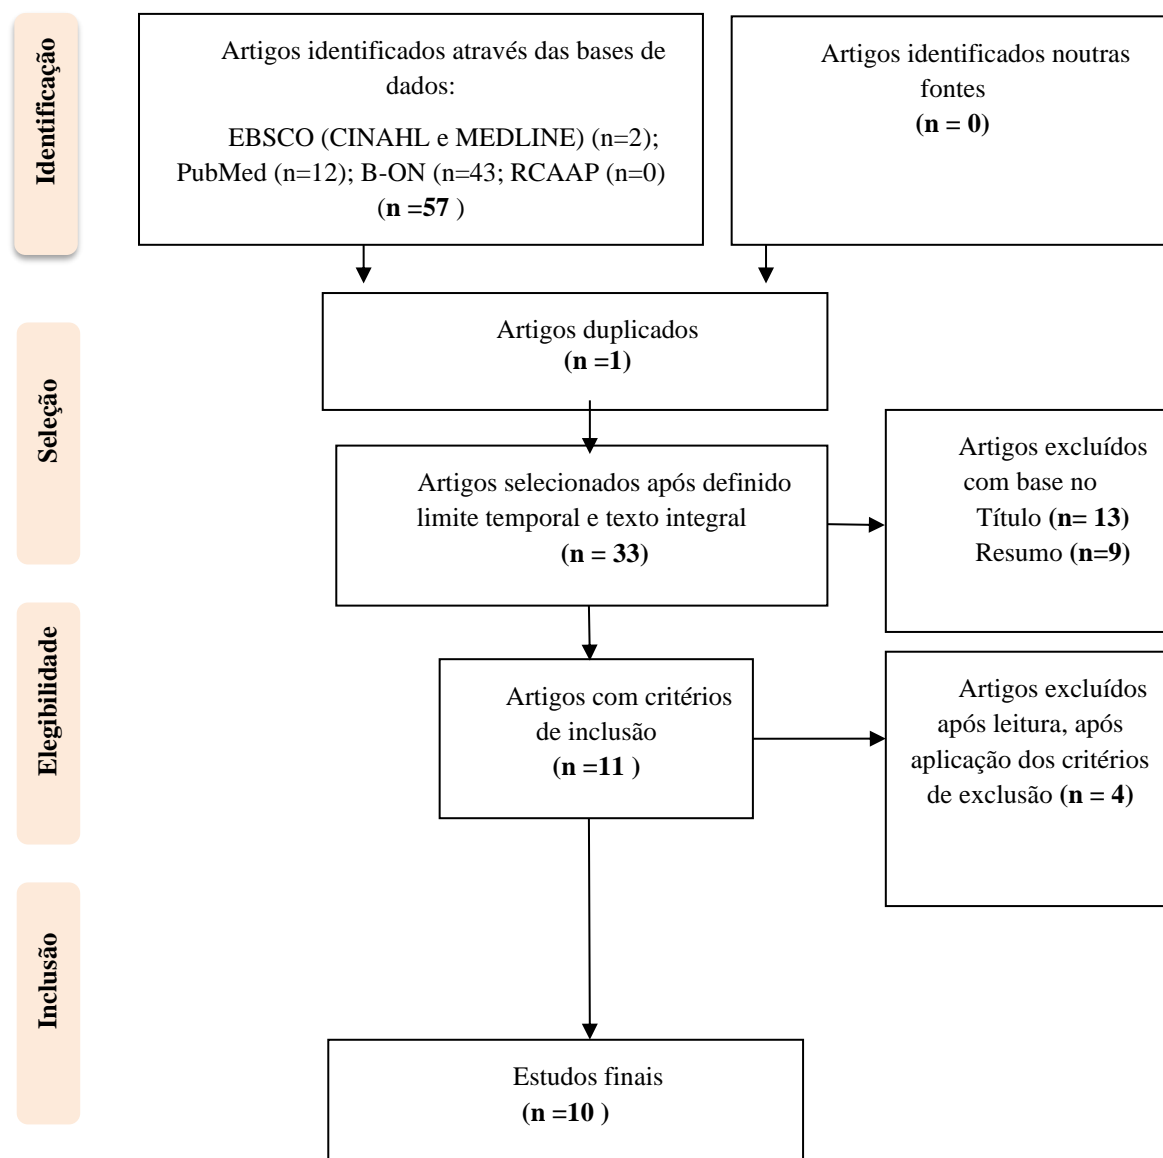 Identificação
Artigos identificados através das bases de
dados:
EBSCO (CINAHL e MEDLINE) (n=2);
PubMed (n=12); B-ON (n=43; RCAAP (n=0)
(n =57 )
Artigos identificados noutras
fontes
(n = 0)
Seleção
Artigos duplicados
(n =1)
Artigos selecionados após definido
limite temporal e texto integral
(n = 33)
Artigos excluídos
com base no
Título (n= 13)
Resumo (n=9)
Elegibilidade
Artigos com critérios
de inclusão
(n =11 )
Artigos excluídos
após leitura, após
aplicação dos critérios
de exclusão (n = 4)
Inclusão
Estudos finais
(n =10 )